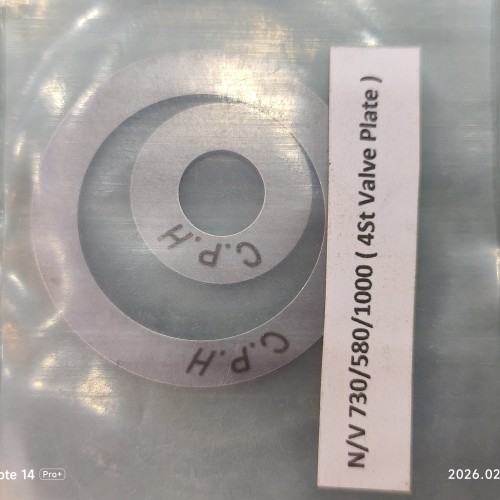 C.P.H
C.P.H
N/V 730/580/1000 ( 4St Valve Plate )
ote 14 Pro+
2026.02